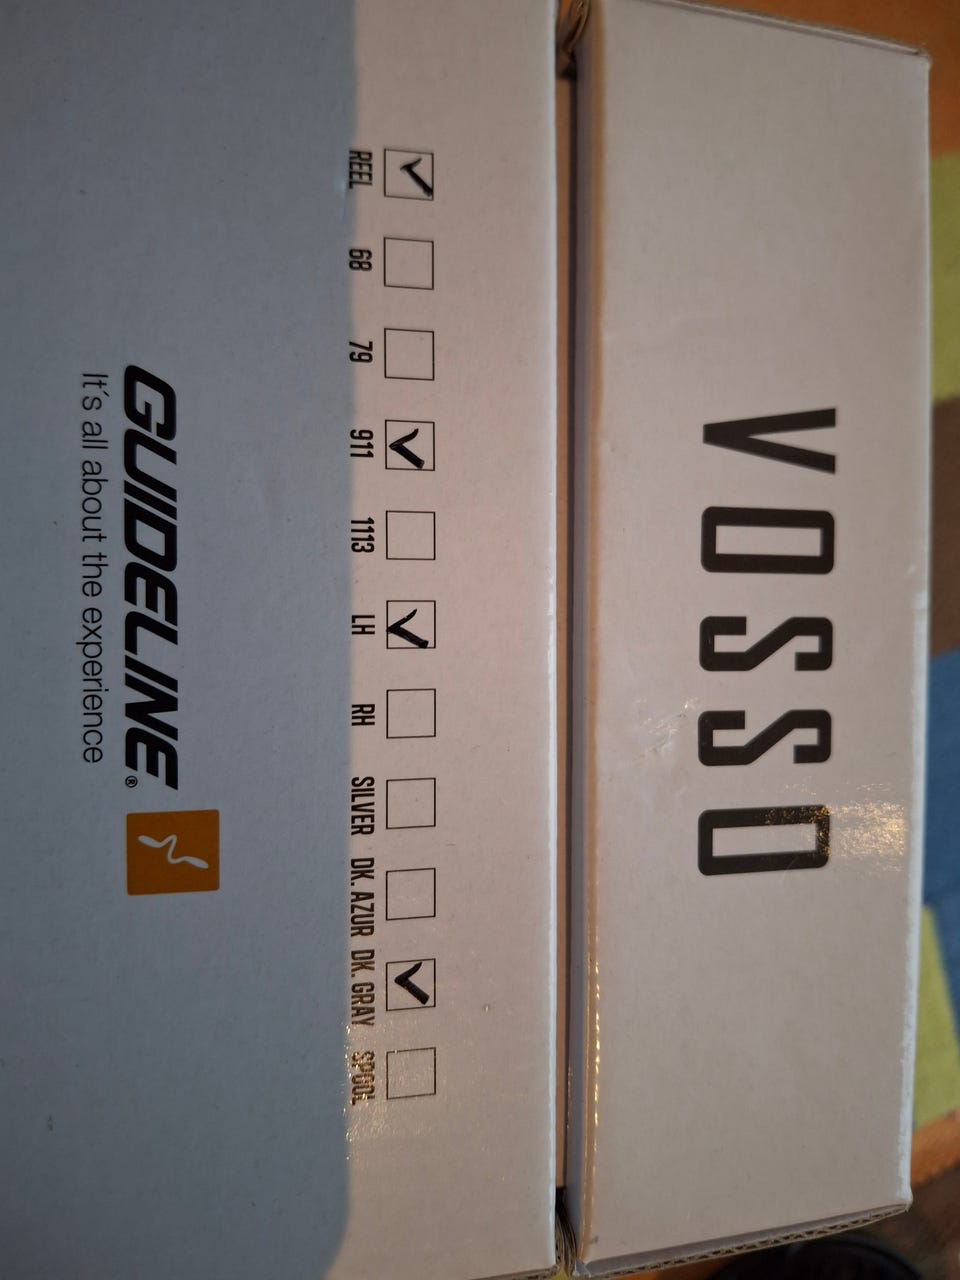 VOSSO
REEL 68 79 911 1113 LH RH SILVER DK. AZUR DK. GRAY SPOOL
GUIDELINE®
It´s all about the experience